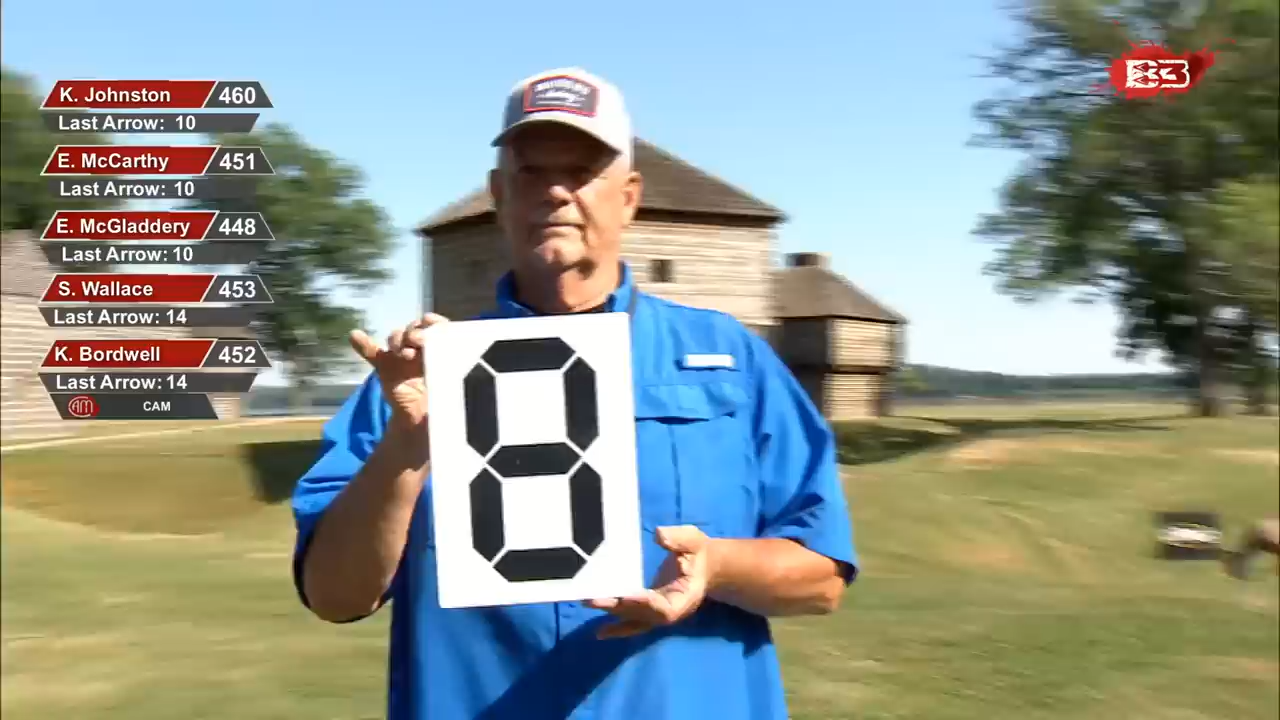 K. Johnston 460
Last Arrow: 10
E. McCarthy 451
Last Arrow: 10
E. McGladdery 448
Last Arrow: 10
S. Wallace 453
Last Arrow: 14
K. Bordwell 452
Last Arrow: 14
AM CAM
B3
8